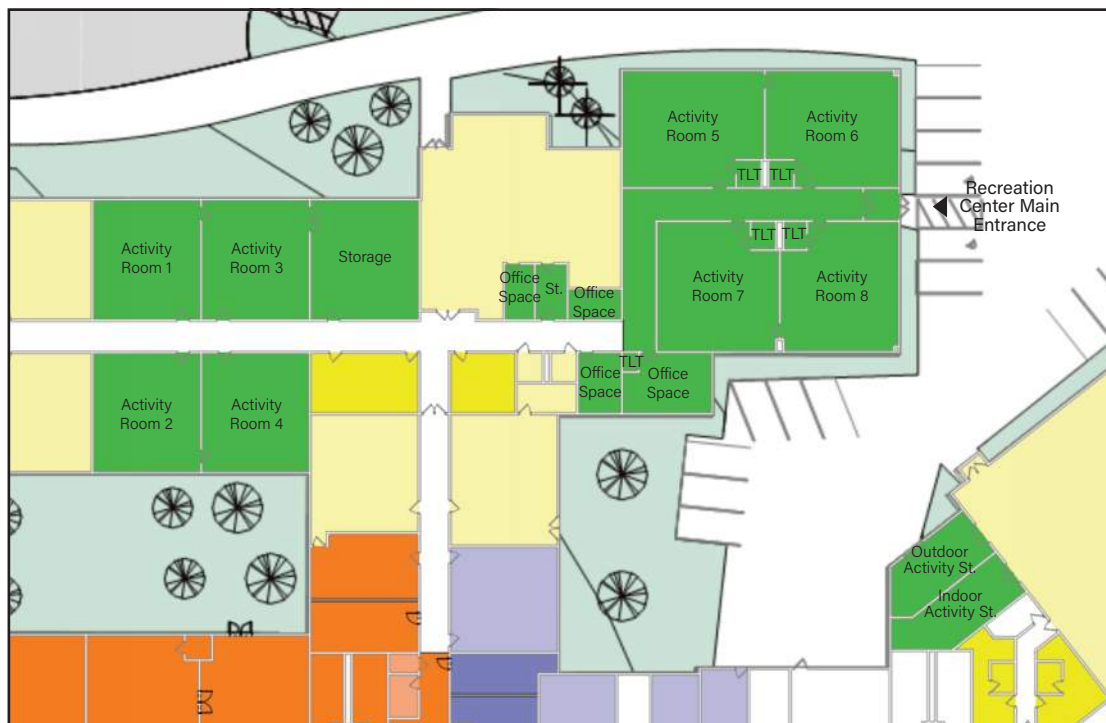 Activity
Room 5
Activity
Room 6
TLT
TLT
Recreation
Center Main
Entrance
TLT
TLT
Activity
Room 1
Activity
Room 3
Storage
Office
Space
St.
Office
Space
Activity
Room 7
Activity
Room 8
TLT
Office
Space
Office
Space
Activity
Room 2
Activity
Room 4
Outdoor
Activity St.
Indoor
Activity St.